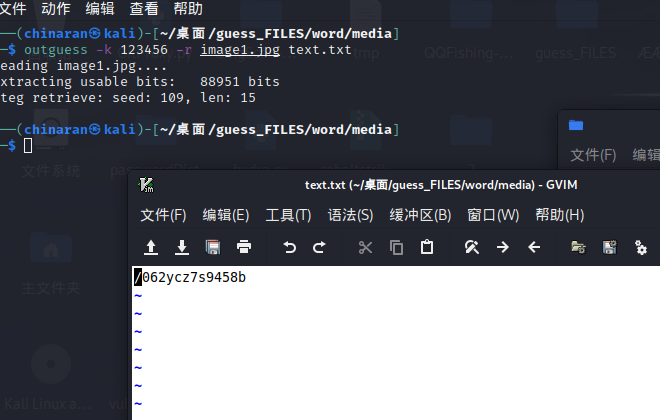 件 动作 编辑 查看 帮助
──(chinaran㉿kali)-[~/桌面/guess_FILES/word/media]
─$ outguess -k 123456 -r image1.jpg text.txt
eading image1.jpg....
xtracting usable bits:   88951 bits
teg retrieve: seed: 109, len: 15
──(chinaran㉿kali)-[~/桌面/guess_FILES/word/media]
─$
QQFishing-...
guess_FILES
tmp
文件系统
主文件夹
Kali Linux a...
文件(F) 编辑
text.txt (~/桌面/guess_FILES/word/media) - GVIM
文件(F) 编辑(E) 工具(T) 语法(S) 缓冲区(B) 窗口(W) 帮助(H)
/062ycz7s9458b
~
~
~
~
~
~
~